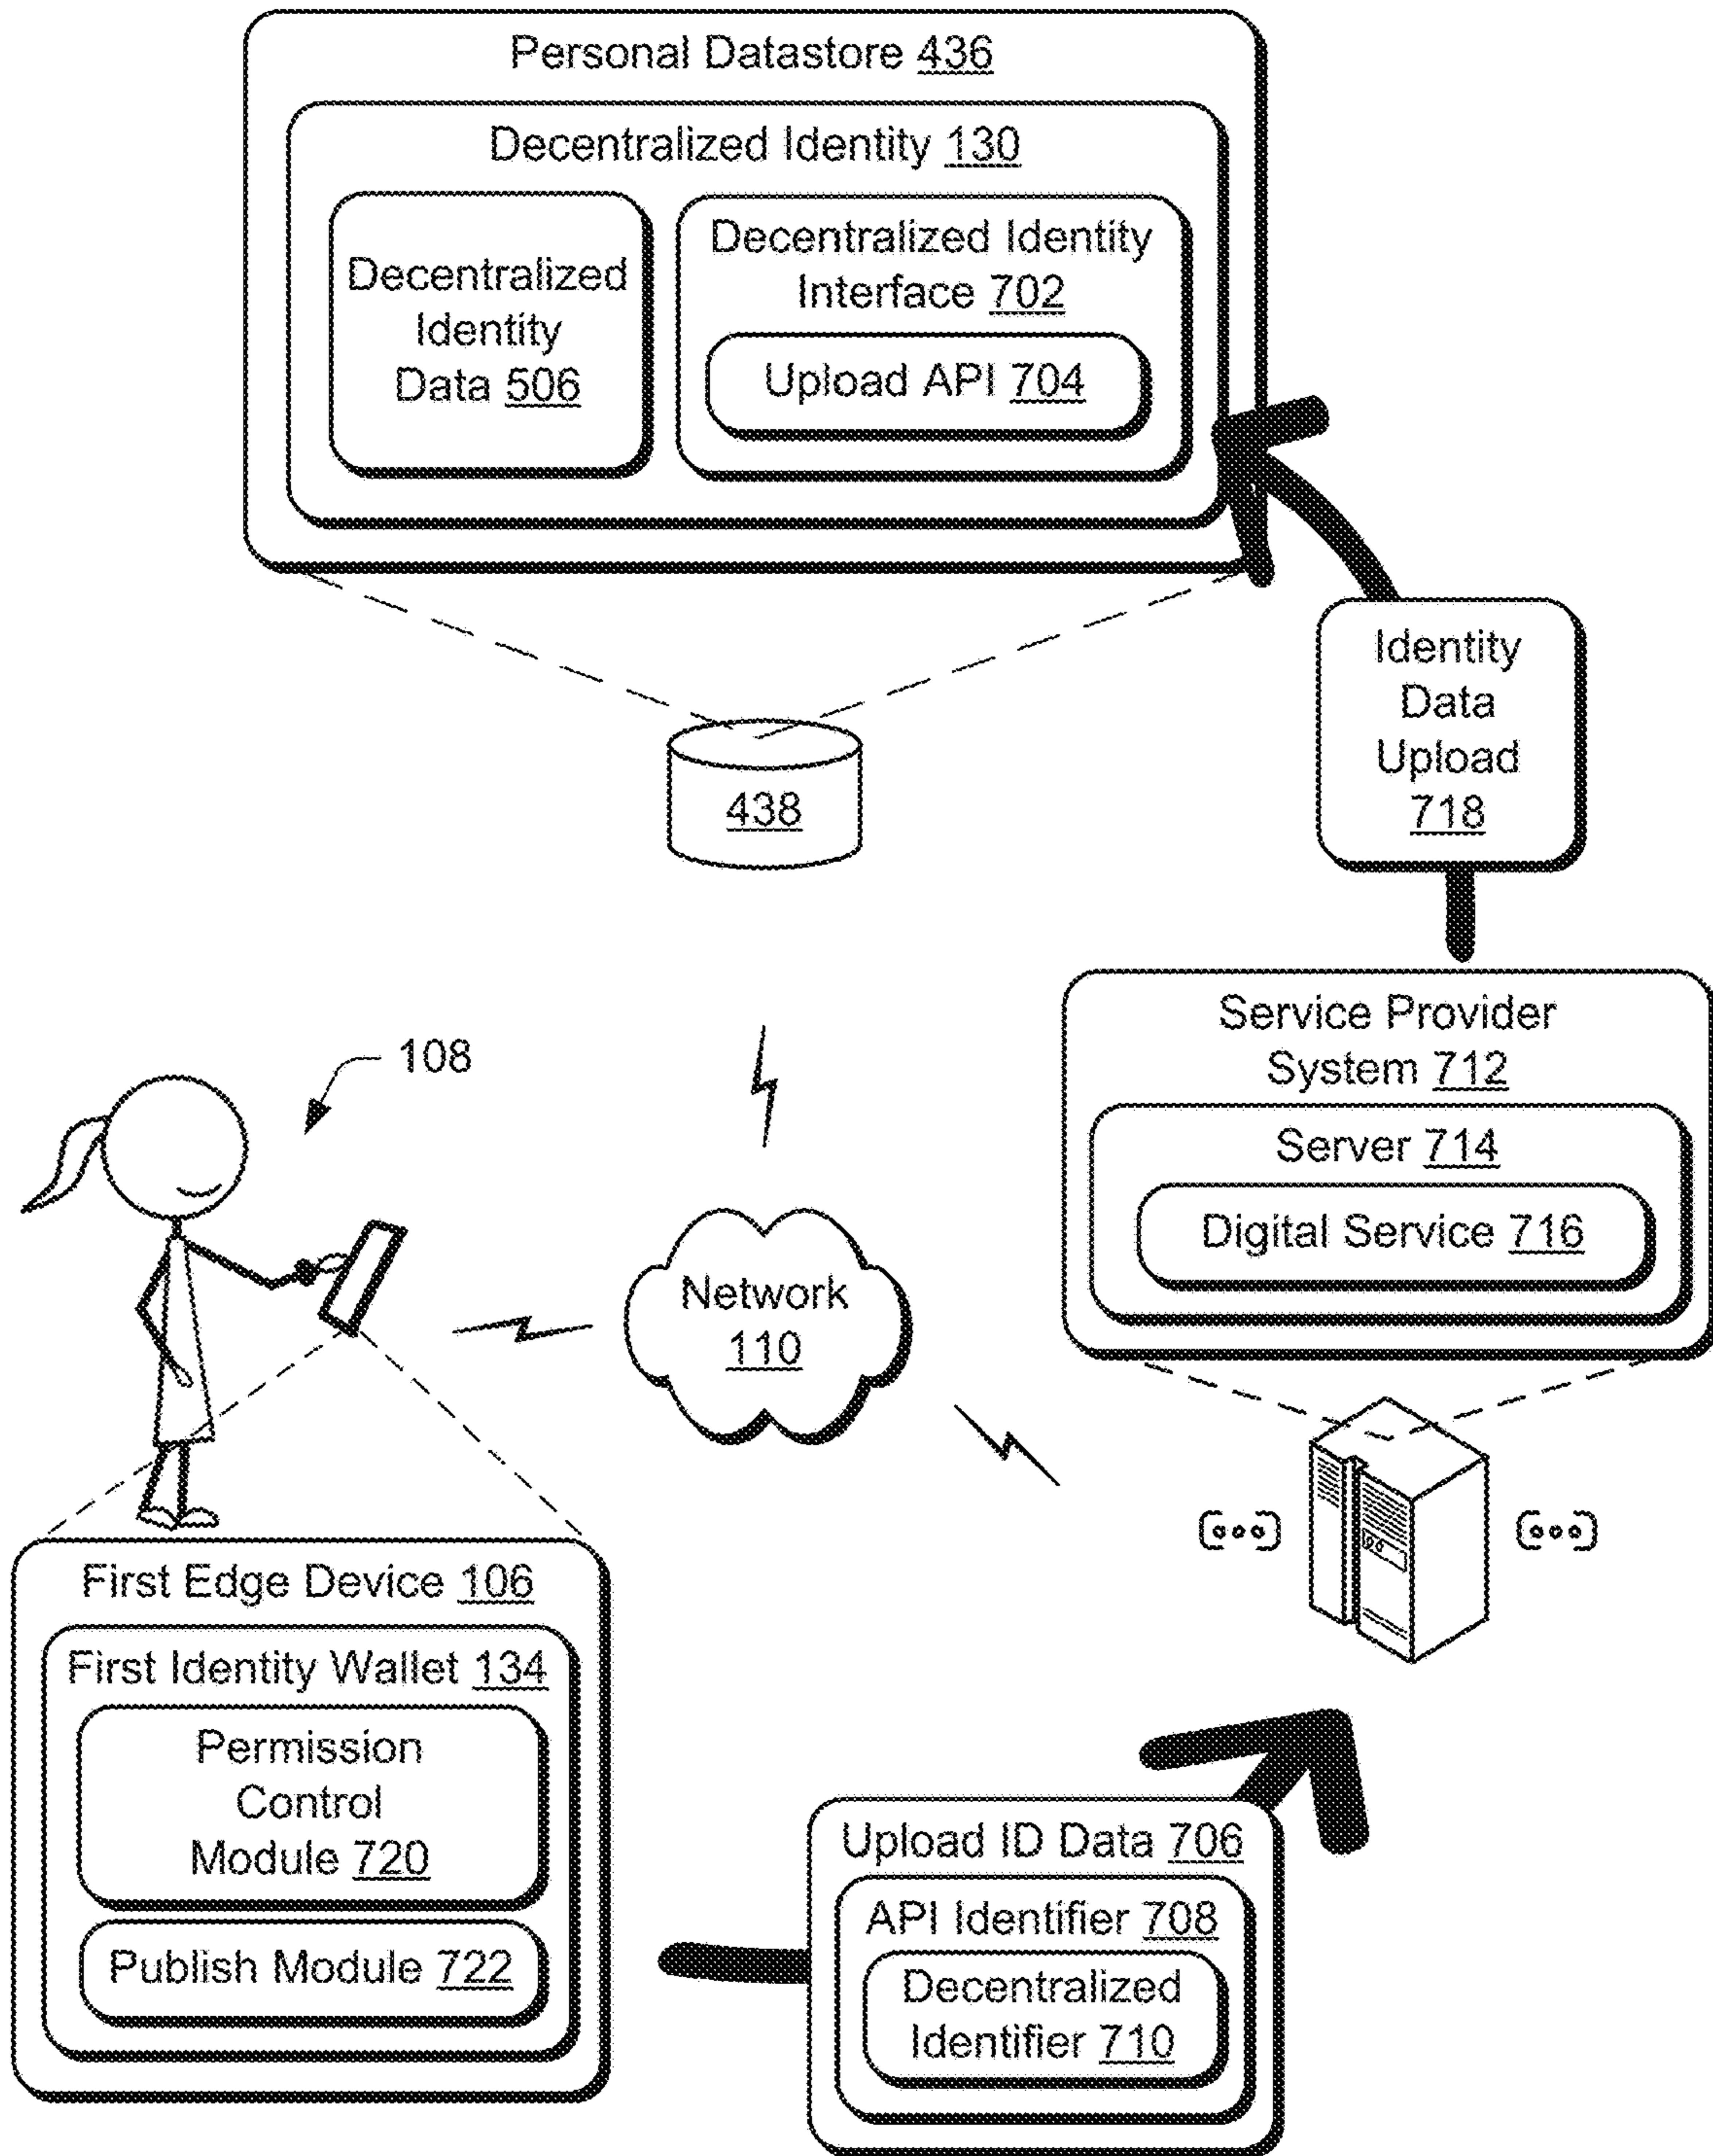 Personal Datastore 436
Decentralized Identity 130
Decentralized
Identity
Data 506
Decentralized Identity
Interface 702
Upload API 704
Identity
Data
Upload
718
438
Service Provider
System 712
Server 714
Digital Service 716
108
Network
110
First Edge Device 106
First Identity Wallet 134
Permission
Control
Module 720
Publish Module 722
Upload ID Data 706
API Identifier 708
Decentralized
Identifier 710